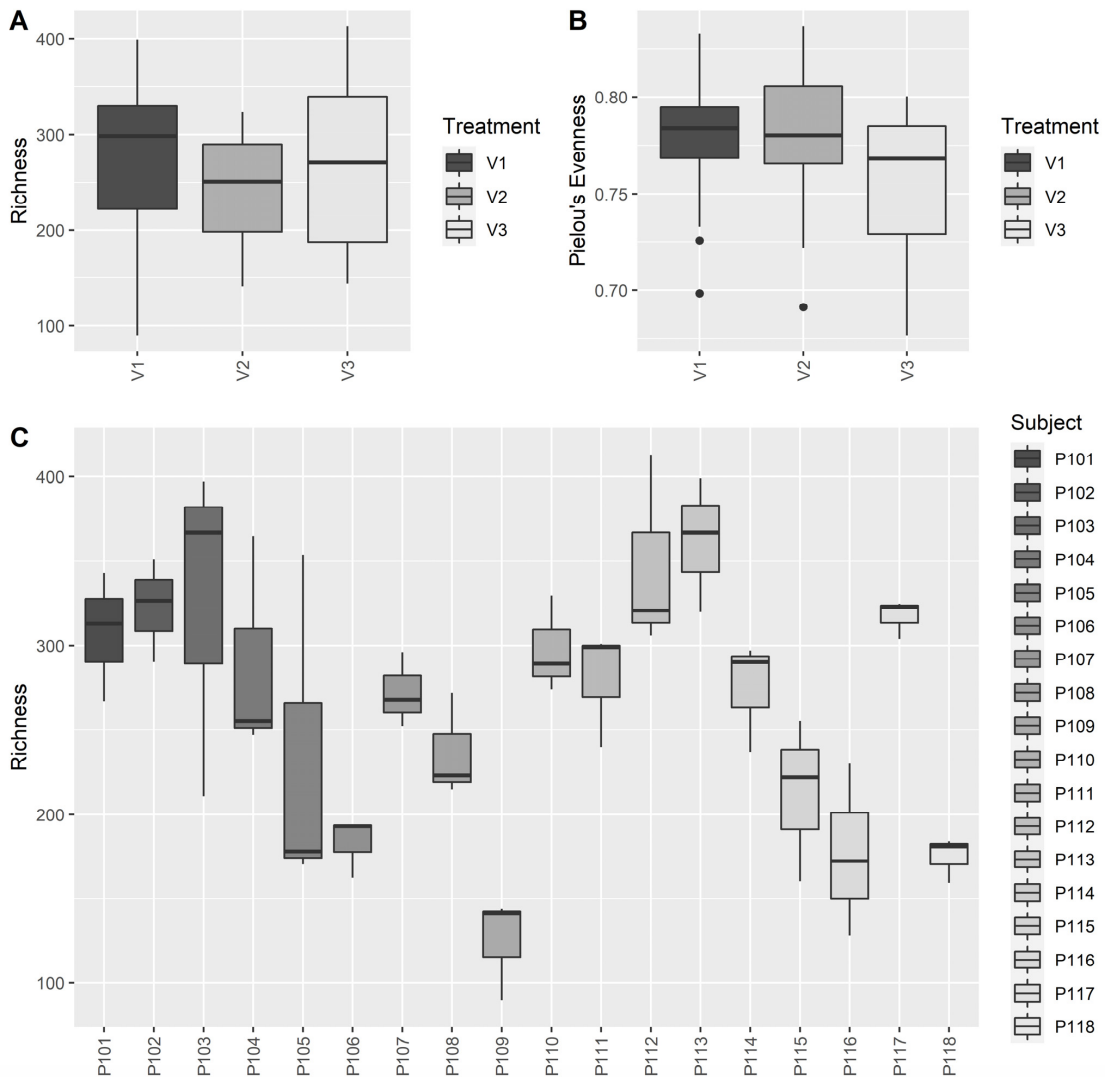 A
Richness
400
300
200
100
V1
V2
V3
Treatment
V1
V2
V3
B
Pielou's Evenness
0.80
0.75
0.70
V1
V2
V3
Treatment
V1
V2
V3
C
Richness
400
300
200
100
P101
P102
P103
P104
P105
P106
P107
P108
P109
P110
P111
P112
P113
P114
P115
P116
P117
P118
Subject
P101
P102
P103
P104
P105
P106
P107
P108
P109
P110
P111
P112
P113
P114
P115
P116
P117
P118